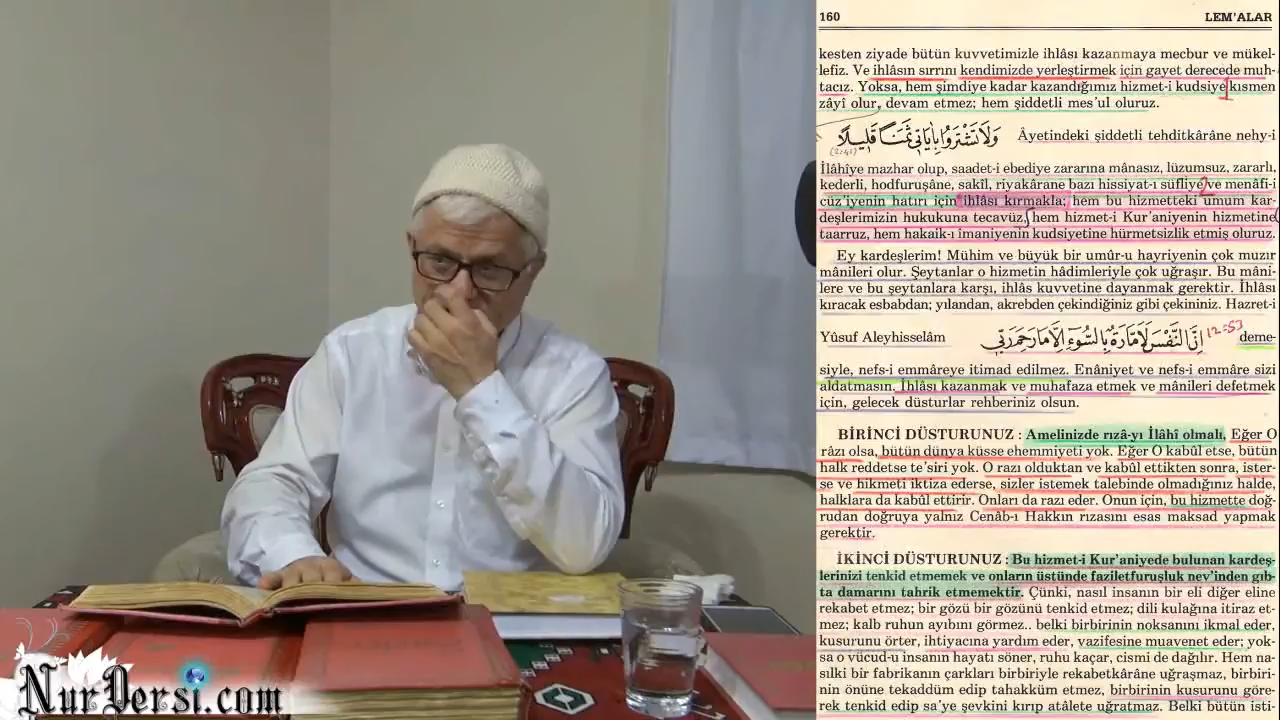 160 LEM'ALAR
kesten ziyade bütün kuvvetimizle ihlâsı kazanmaya mecbur ve mükel-
lefiz. Ve ihlâsın sırrını kendimizde yerleştirmek için gayet derecede muh-
tacız. Yoksa, hem şimdiye kadar kazandığımız hizmet-i kudsiye kısmen
zâyî olur, devam etmez; hem şiddetli mes'ul oluruz.
وَلَا تَشْتَرُوا بِاٰيَاتٖى ثَمَنًا قَلٖيلًا Âyetindeki şiddetli tehditkârâne nehy-i
(2:41)
İlâhîye mazhar olup, saadet-i ebediye zararına mânasız, lüzumsuz, zararlı,
kederli, hodfuruşâne, sakîl, riyakârane bazı hissiyat-ı süfliye ve menâfi-i
cüz'iyenin hatırı için ihlâsı kırmakla; hem bu hizmetteki umum kar-
deşlerimizin hukukuna tecavüz, hem hizmet-i Kur'aniyenin hizmetine
taarruz, hem hakaik-ı imaniyenin kudsiyetine hürmetsizlik etmiş oluruz.
Ey kardeşlerim! Mühim ve büyük bir umûr-u hayriyenin çok muzır
mânileri olur. Şeytanlar o hizmetin hâdimleriyle çok uğraşır. Bu mâni-
lere ve bu şeytanlara karşı, ihlâs kuvvetine dayanmak gerektir. İhlâsı
kıracak esbabdan; yılandan, akrebden çekindiğiniz gibi çekininiz. Hazret-i
Yûsuf Aleyhisselâm اِنَّ النَّفْسَ لَاَمَّارَةٌ بِالسُّٓوءِ اِلَّا مَا رَحِمَ رَبّٖى 12:53 deme-
siyle, nefs-i emmâreye itimad edilmez. Enâniyet ve nefs-i emmâre sizi
aldatmasın. İhlâsı kazanmak ve muhafaza etmek ve mânileri defetmek
için, gelecek düsturlar rehberiniz olsun.
BİRİNCİ DÜSTURUNUZ : Amelinizde rızâ-yı İlâhî olmalı. Eğer O
râzı olsa, bütün dünya küsse ehemmiyeti yok. Eğer O kabûl etse, bütün
halk reddetse te'siri yok. O razı olduktan ve kabûl ettikten sonra, ister-
se ve hikmeti iktiza ederse, sizler istemek talebinde olmadığınız halde,
halklara da kabûl ettirir. Onları da razı eder. Onun için, bu hizmette doğ-
rudan doğruya yalnız Cenâb-ı Hakkın rızasını esas maksad yapmak
gerektir.
İKİNCİ DÜSTURUNUZ : Bu hizmet-i Kur'aniyede bulunan kardeş-
lerinizi tenkid etmemek ve onların üstünde faziletfuruşluk nev'inden gıb-
ta damarını tahrik etmemektir. Çünki, nasıl insanın bir eli diğer eline
rekabet etmez; bir gözü bir gözünü tenkid etmez; dili kulağına itiraz et-
mez; kalb ruhun ayıbını görmez.. belki birbirinin noksanını ikmal eder,
kusurunu örter, ihtiyacına yardım eder, vazifesine muavenet eder; yok-
sa o vücud-u insanın hayatı söner, ruhu kaçar, cismi de dağılır. Hem na-
sılki bir fabrikanın çarkları birbiriyle rekabetkârâne uğraşmaz, birbiri-
nin önüne tekaddüm edip tahakküm etmez, birbirinin kusurunu göre-
rek tenkid edip sa'ye şevkini kırıp atâlete uğratmaz. Belki bütün isti-
NurDersi.com